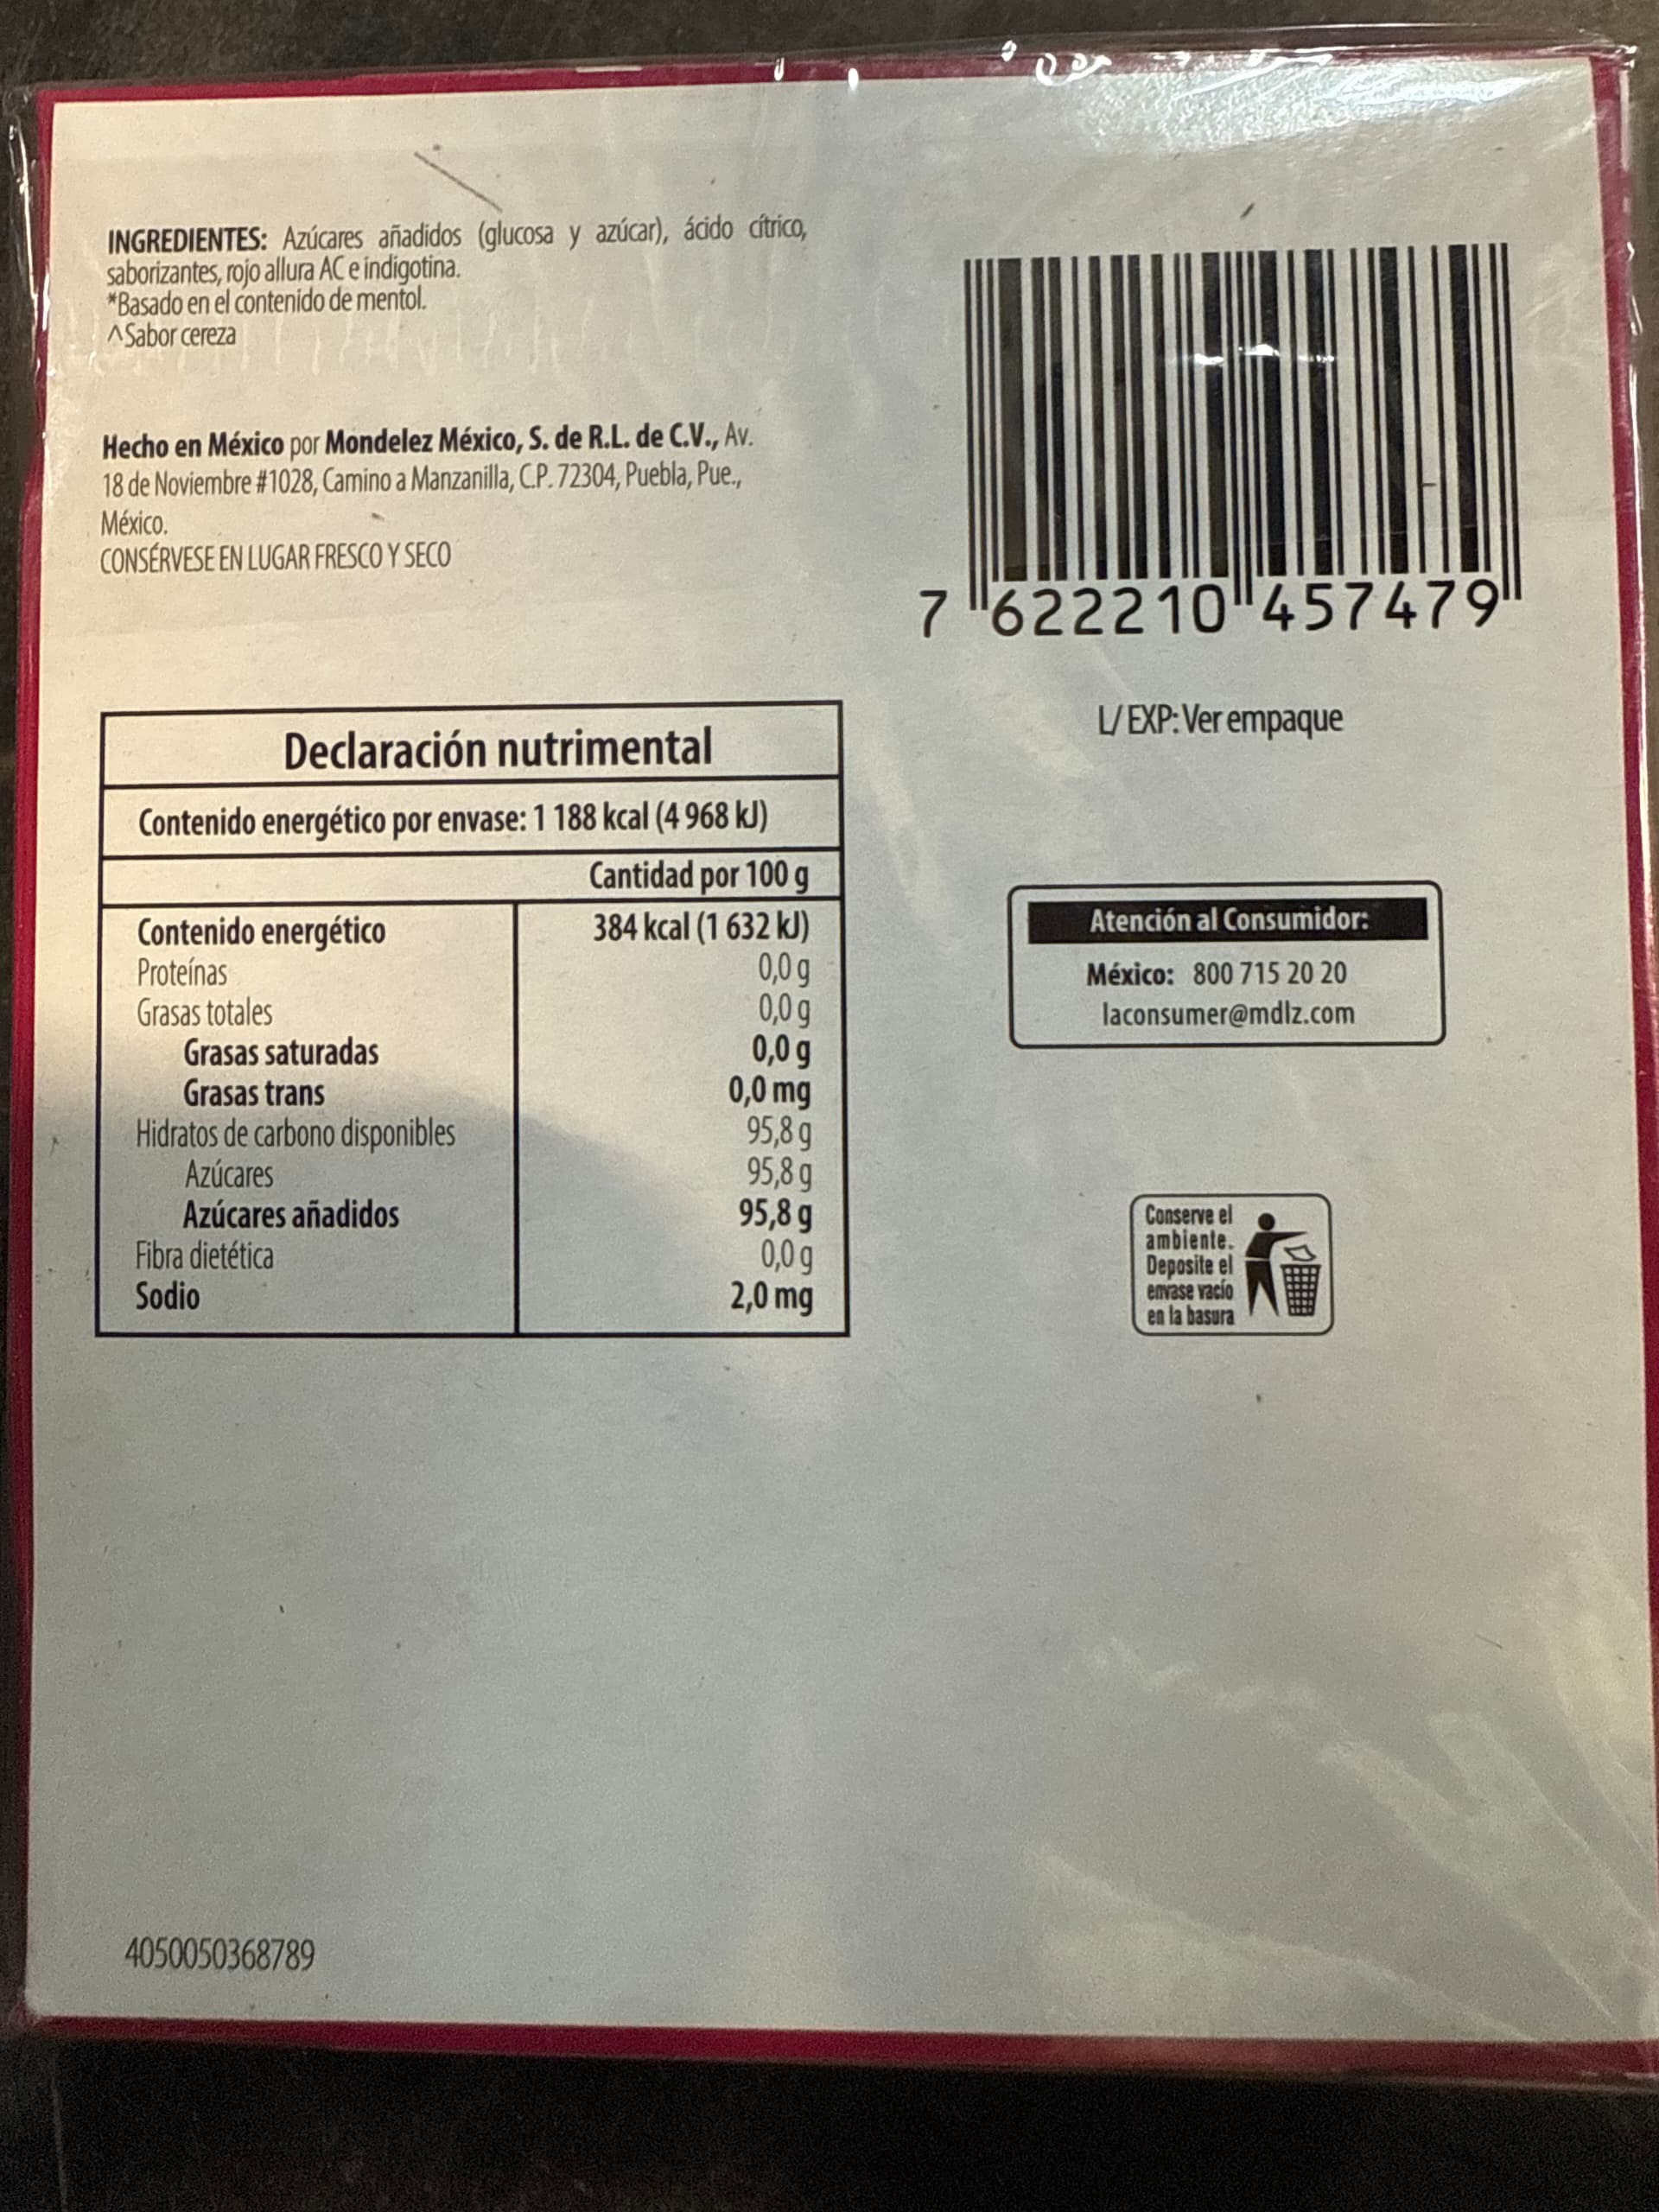 INGREDIENTES: Azúcares añadidos (glucosa y azúcar), ácido cítrico,
saborizantes, rojo allura AC e indigotina.
*Basado en el contenido de mentol.
^Sabor cereza
Hecho en México por Mondelez México, S. de R.L. de C.V., Av.
18 de Noviembre #1028, Camino a Manzanilla, C.P. 72304, Puebla, Pue.,
México.
CONSÉRVESE EN LUGAR FRESCO Y SECO
7 622210 457479
L/ EXP: Ver empaque
Declaración nutrimental
Contenido energético por envase: 1 188 kcal (4 968 kJ)
Cantidad por 100 g
Contenido energético 384 kcal (1 632 kJ)
Proteínas 0,0 g
Grasas totales 0,0 g
Grasas saturadas 0,0 g
Grasas trans 0,0 mg
Hidratos de carbono disponibles 95,8 g
Azúcares 95,8 g
Azúcares añadidos 95,8 g
Fibra dietética 0,0 g
Sodio 2,0 mg
Atención al Consumidor:
México: 800 715 20 20
laconsumer@mdlz.com
Conserve el
ambiente.
Deposite el
envase vacío
en la basura
4050050368789